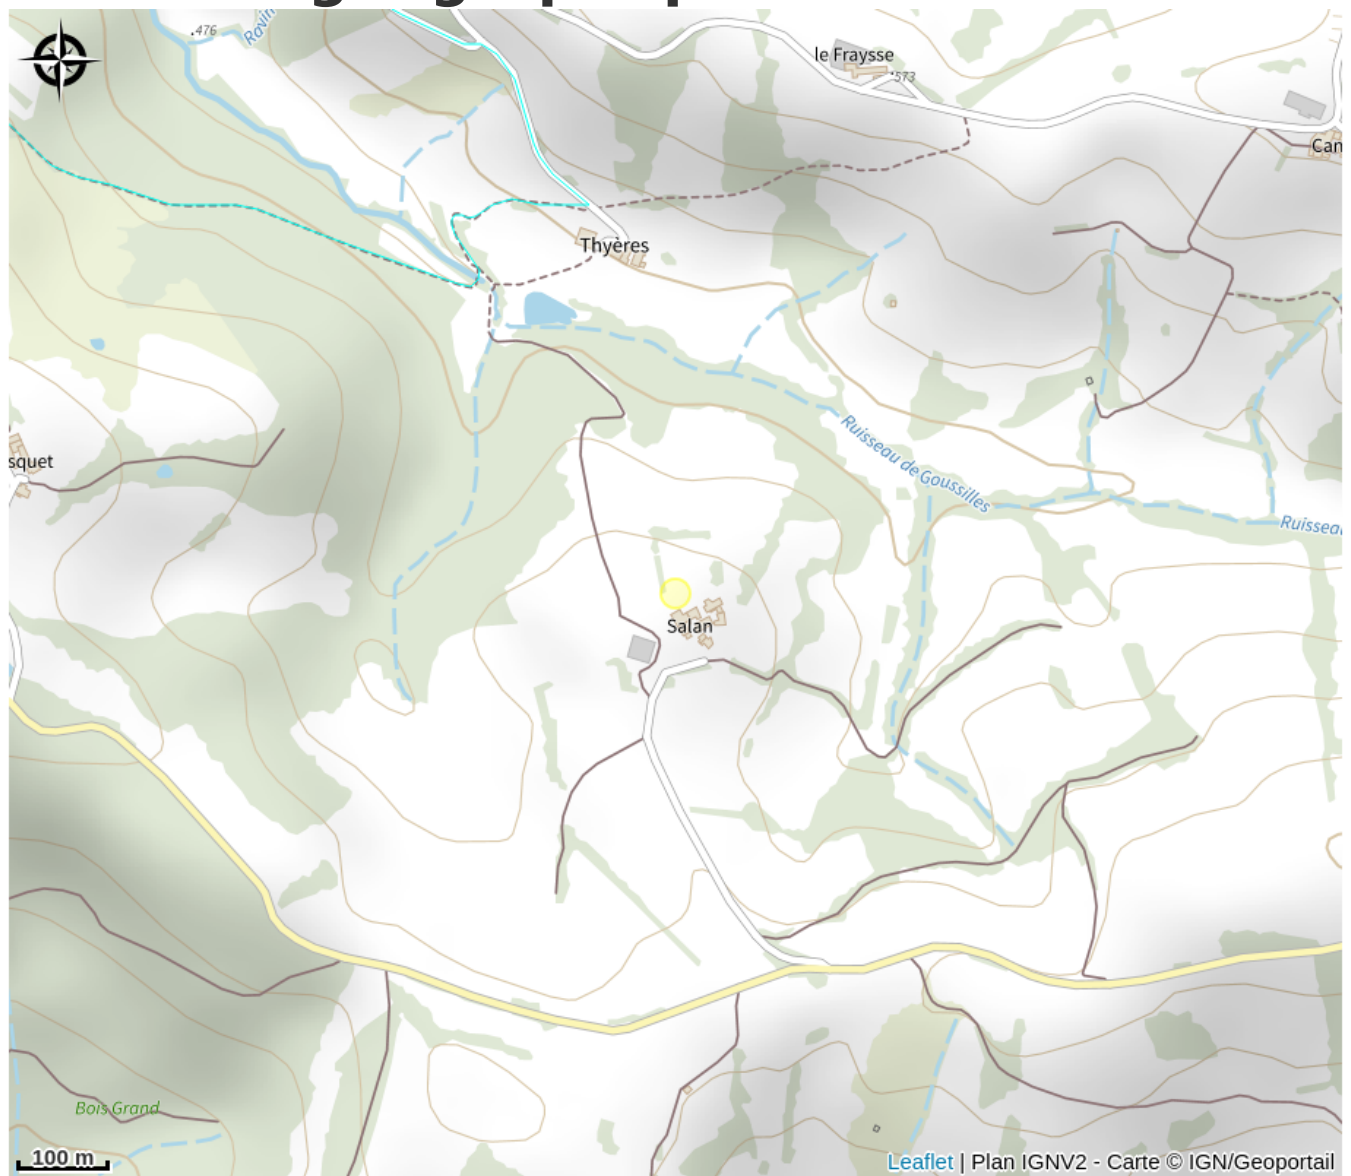 .476
Ravin
le Fraysse
573
Can
Thyères
squet
Ruisseau de Goussilles
Ruisseau
Salan
Bois Grand
100 m
Leaflet | Plan IGNV2 - Carte © IGN/Geoportail